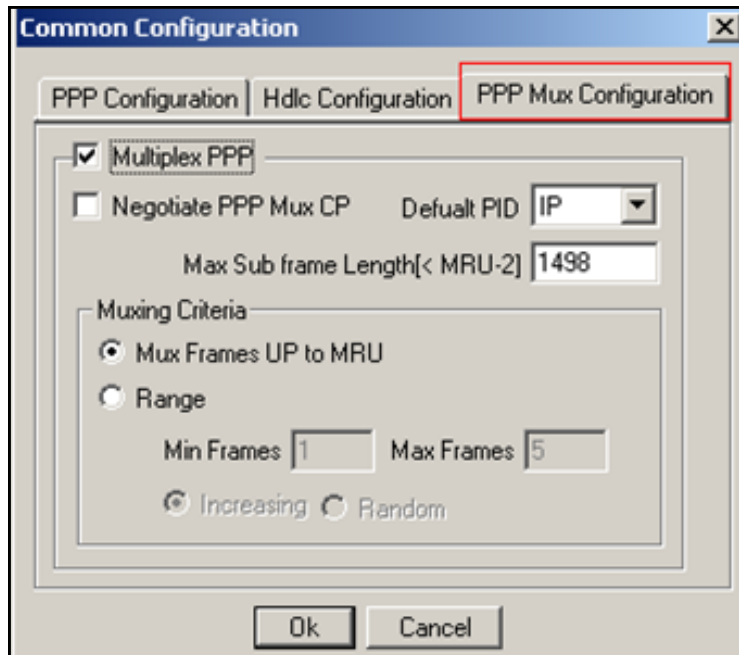 Common Configuration
PPP Configuration Hdlc Configuration PPP Mux Configuration
Multiplex PPP
Negotiate PPP Mux CP Defualt PID IP
Max Sub frame Length[< MRU-2] 1498
Muxing Criteria
Mux Frames UP to MRU
Range
Min Frames 1 Max Frames 5
Increasing Random
Ok Cancel